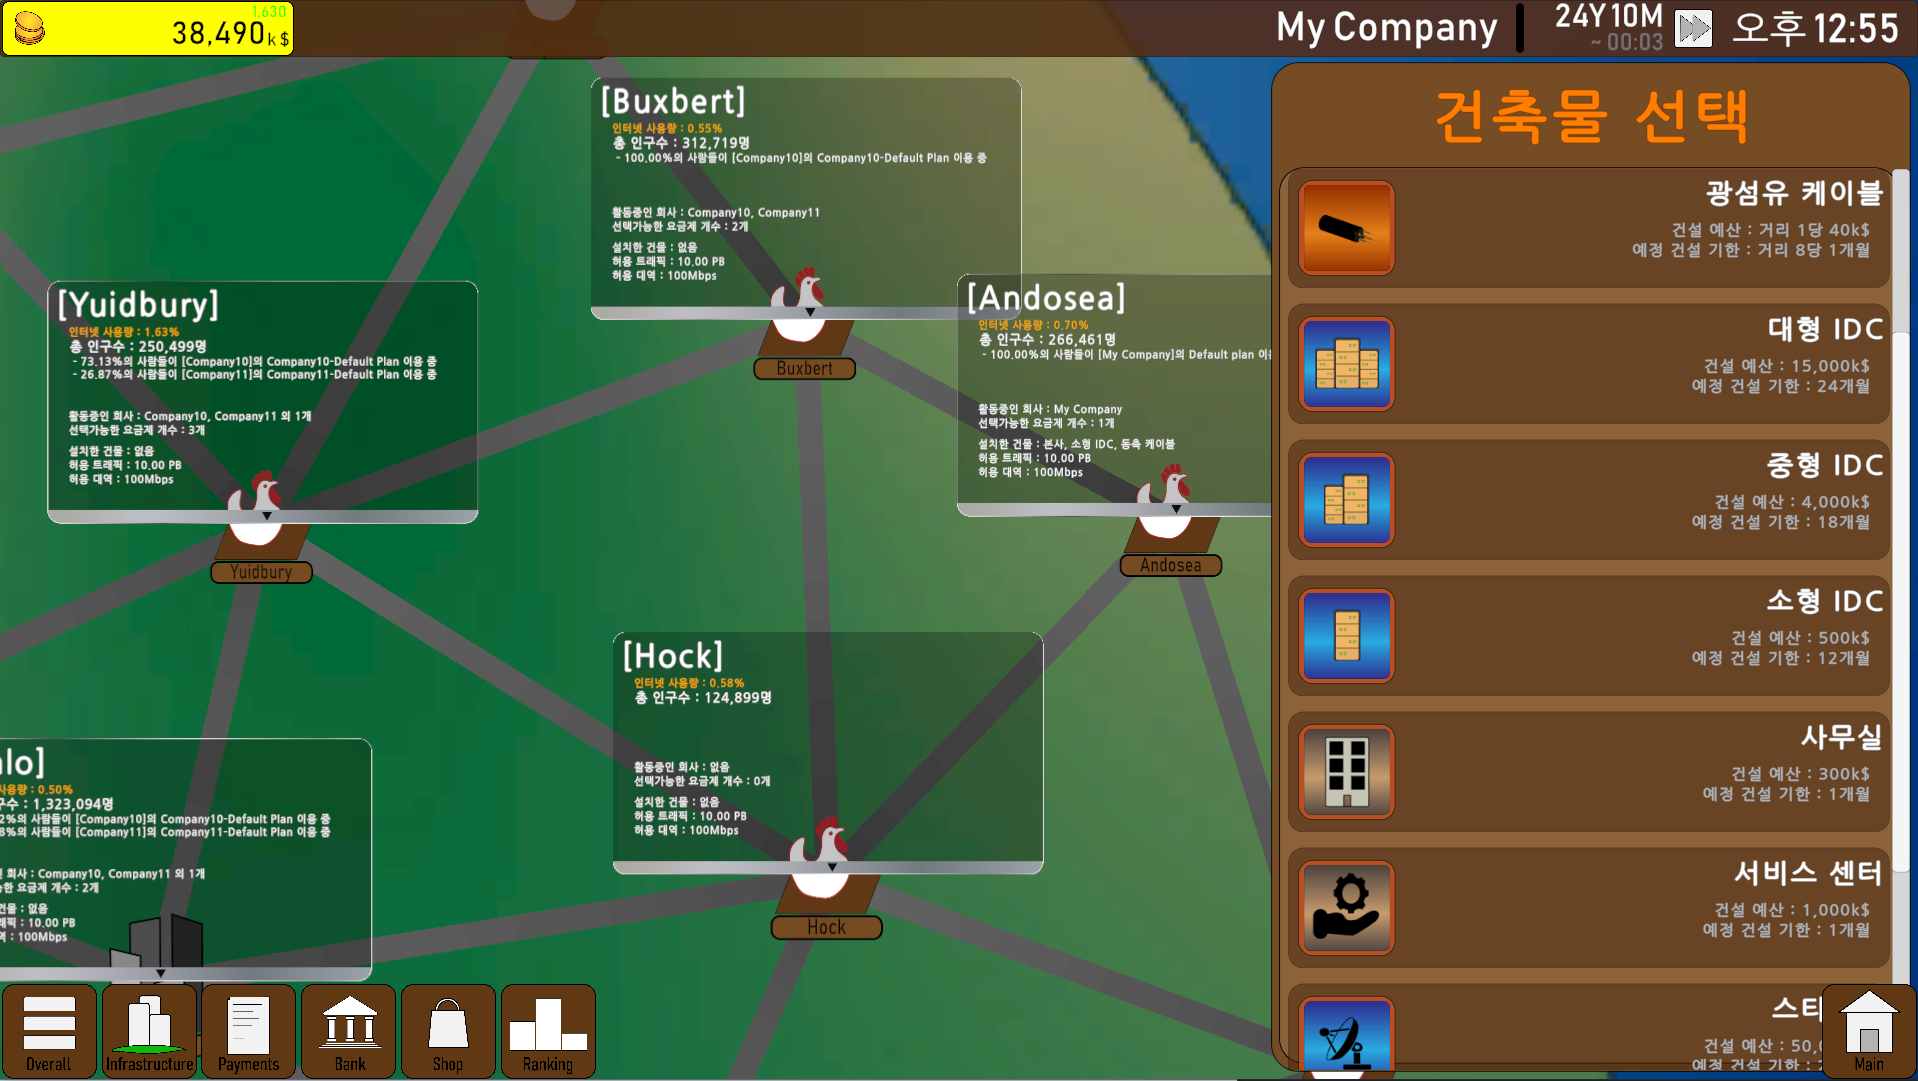 1.630
38,490k$
My Company
24Y10M
~ 00:03
오후 12:55
[Buxbert]
인터넷 사용량 : 0.55%
총 인구수 : 312,719명
- 100.00%의 사람들이 [Company10]의 Company10-Default Plan 이용 중
활동중인 회사 : Company10, Company11
선택가능한 요금제 개수 : 2개
설치한 건물 : 없음
허용 트래픽 : 10.00 PB
허용 대역 : 100Mbps
Buxbert
[Yuidbury]
인터넷 사용량 : 1.63%
총 인구수 : 250,499명
- 73.13%의 사람들이 [Company10]의 Company10-Default Plan 이용 중
- 26.87%의 사람들이 [Company11]의 Company11-Default Plan 이용 중
활동중인 회사 : Company10, Company11 외 1개
선택가능한 요금제 개수 : 3개
설치한 건물 : 없음
허용 트래픽 : 10.00 PB
허용 대역 : 100Mbps
Yuidbury
[Andosea]
인터넷 사용량 : 0.70%
총 인구수 : 266,461명
- 100.00%의 사람들이 [My Company]의 Default plan 이
활동중인 회사 : My Company
선택가능한 요금제 개수 : 1개
설치한 건물 : 본사, 소형 IDC, 동축 케이블
허용 트래픽 : 10.00 PB
허용 대역 : 100Mbps
Andosea
[Hock]
인터넷 사용량 : 0.58%
총 인구수 : 124,899명
활동중인 회사 : 없음
선택가능한 요금제 개수 : 0개
설치한 건물 : 없음
허용 트래픽 : 10.00 PB
허용 대역 : 100Mbps
Hock
lo]
사용량 : 0.50%
구수 : 1,323,094명
2%의 사람들이 [Company10]의 Company10-Default Plan 이용 중
8%의 사람들이 [Company11]의 Company11-Default Plan 이용 중
회사 : Company10, Company11 외 1개
능한 요금제 개수 : 2개
건물 : 없음
래픽 : 10.00 PB
역 : 100Mbps
건축물 선택
광섬유 케이블
건설 예산 : 거리 1당 40k$
예정 건설 기한 : 거리 8당 1개월
대형 IDC
건설 예산 : 15,000k$
예정 건설 기한 : 24개월
중형 IDC
건설 예산 : 4,000k$
예정 건설 기한 : 18개월
소형 IDC
건설 예산 : 500k$
예정 건설 기한 : 12개월
사무실
건설 예산 : 300k$
예정 건설 기한 : 1개월
서비스 센터
건설 예산 : 1,000k$
예정 건설 기한 : 1개월
스타
건설 예산 : 50,
예정 건설 기한 :
Overall
Infrastructure
Payments
Bank
Shop
Ranking
Main